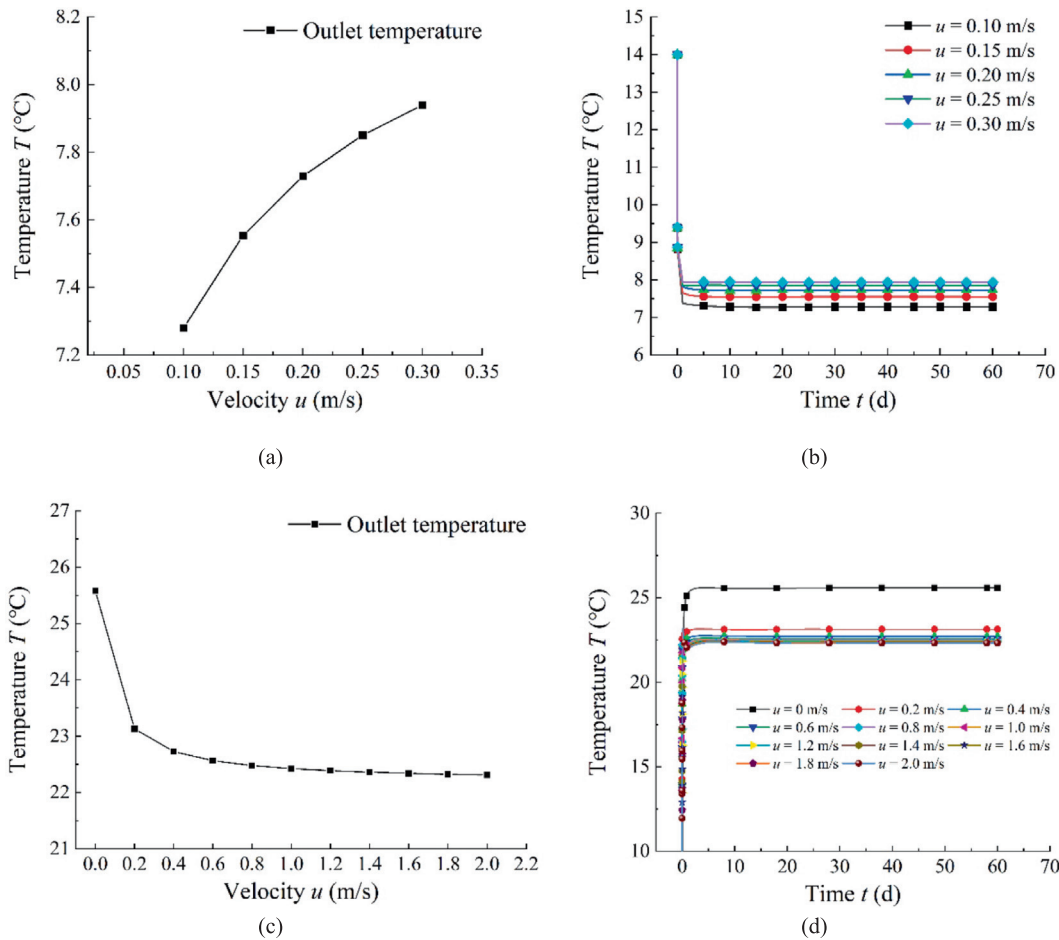 8.2
8.0
7.8
7.6
7.4
7.2
Temperature T (°C)
Outlet temperature
0.05 0.10 0.15 0.20 0.25 0.30 0.35
Velocity u (m/s)
(a)
15
14
13
12
11
10
9
8
7
6
Temperature T (°C)
u = 0.10 m/s
u = 0.15 m/s
u = 0.20 m/s
u = 0.25 m/s
u = 0.30 m/s
0 10 20 30 40 50 60 70
Time t (d)
(b)
27
26
25
24
23
22
21
Temperature T (°C)
Outlet temperature
0.0 0.2 0.4 0.6 0.8 1.0 1.2 1.4 1.6 1.8 2.0 2.2
Velocity u (m/s)
(c)
30
25
20
15
10
Temperature T (°C)
u = 0 m/s u = 0.2 m/s u = 0.4 m/s
u = 0.6 m/s u = 0.8 m/s u = 1.0 m/s
u = 1.2 m/s u = 1.4 m/s u = 1.6 m/s
u = 1.8 m/s u = 2.0 m/s
0 10 20 30 40 50 60 70
Time t (d)
(d)